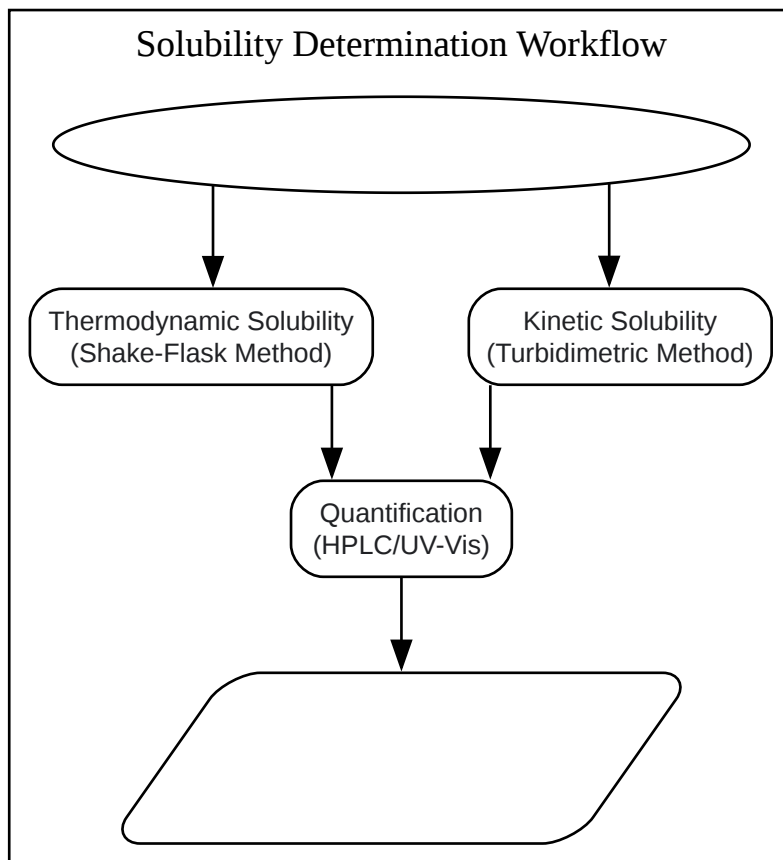 Solubility Determination Workflow
Thermodynamic Solubility
(Shake-Flask Method)
Kinetic Solubility
(Turbidimetric Method)
Quantification
(HPLC/UV-Vis)